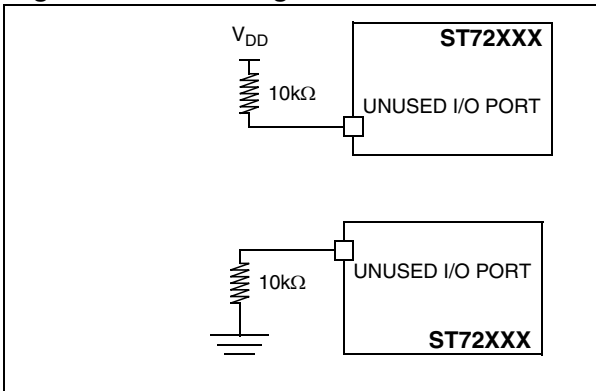 V_DD
ST72XXX
10kΩ
UNUSED I/O PORT
UNUSED I/O PORT
10kΩ
ST72XXX